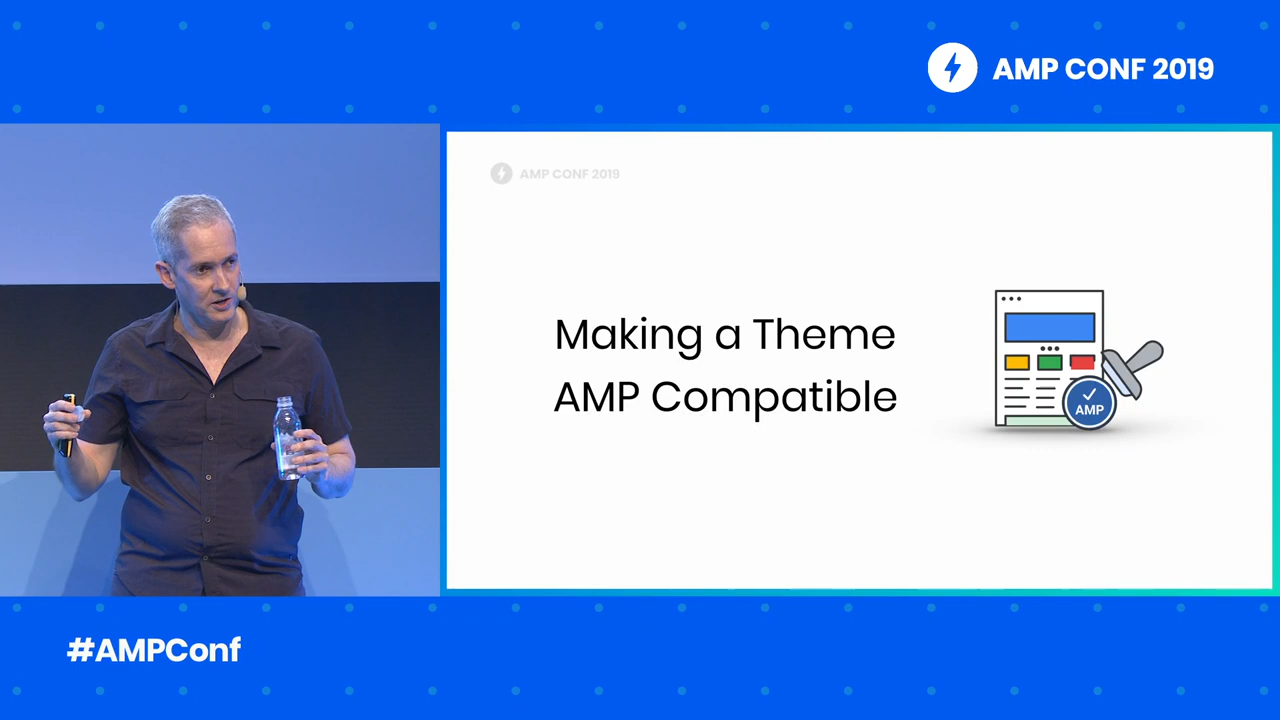 AMP CONF 2019
AMP CONF 2019
Making a Theme
AMP Compatible
AMP
#AMPConf